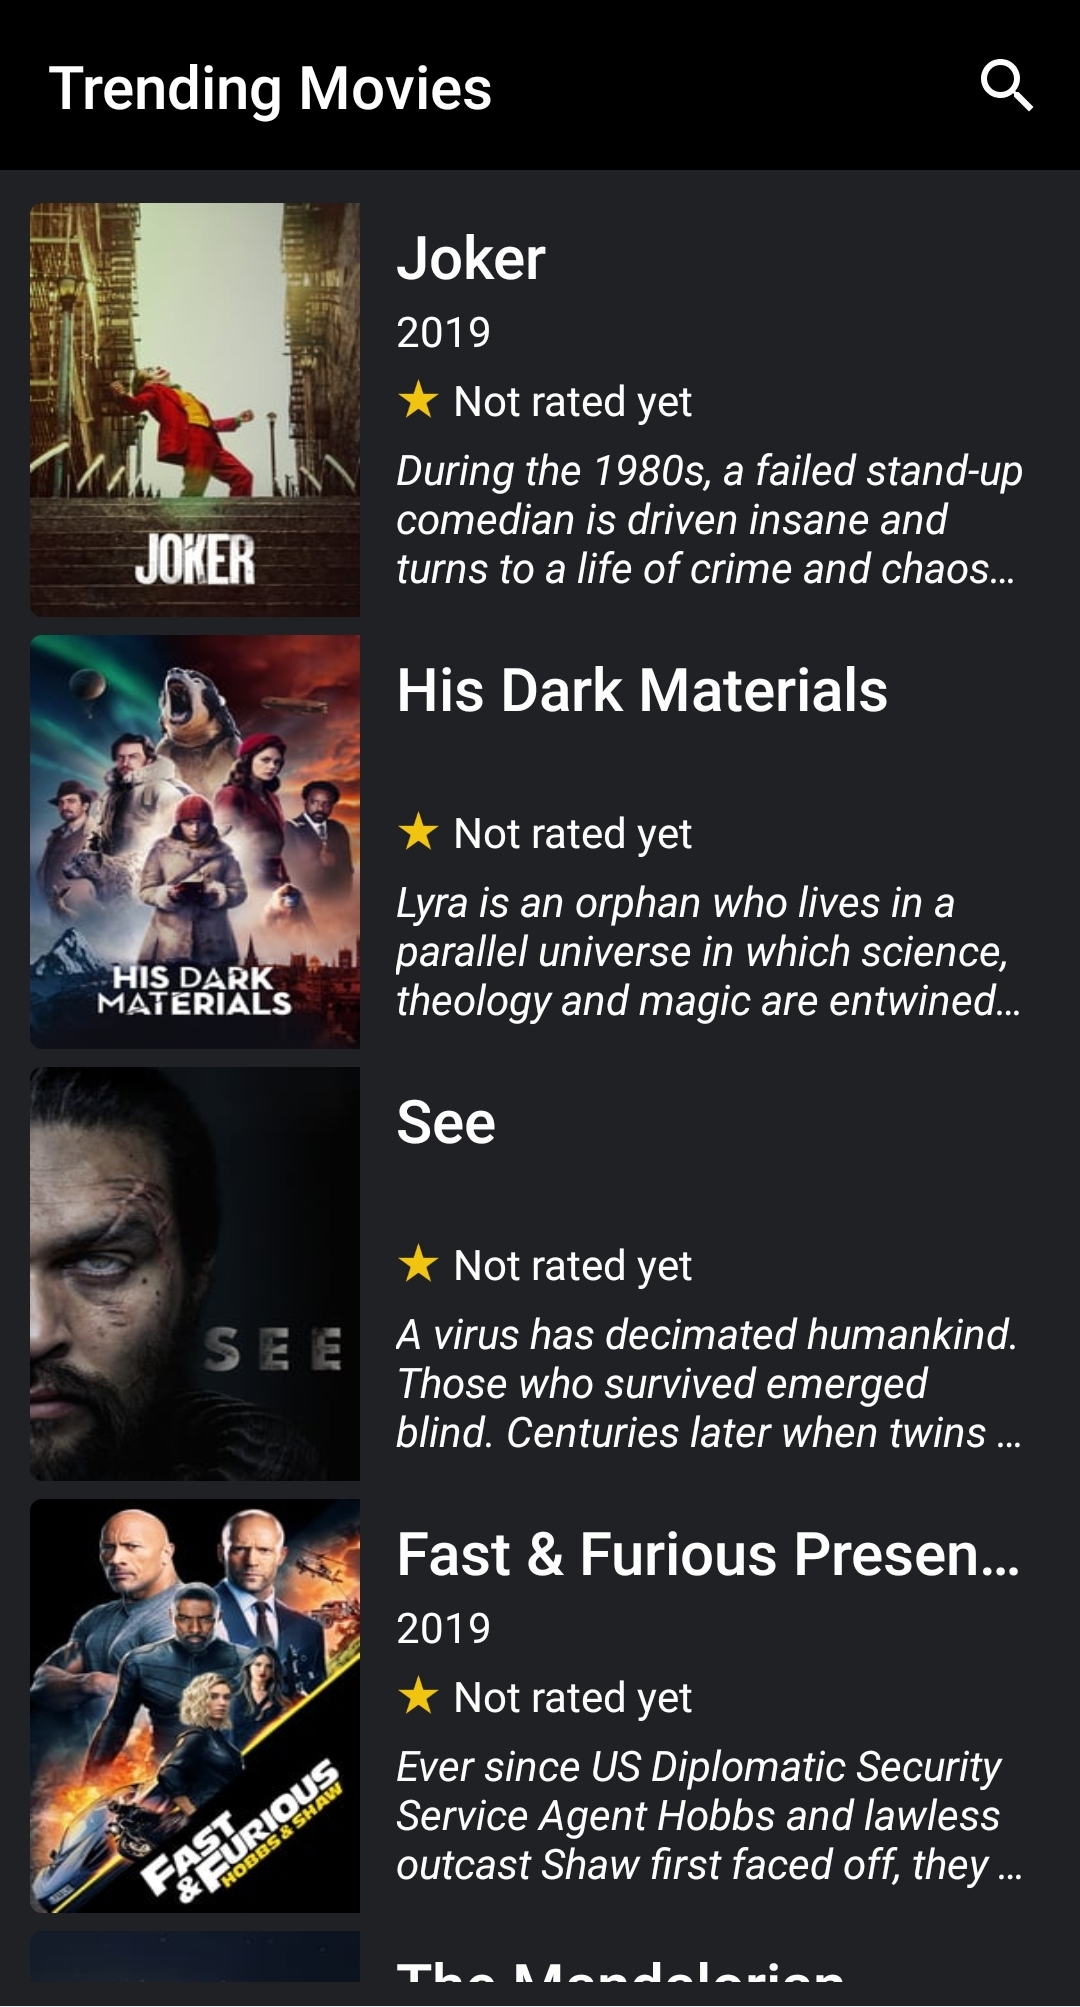 Trending Movies
JOKER
Joker
2019
Not rated yet
During the 1980s, a failed stand-up
comedian is driven insane and
turns to a life of crime and chaos…
HIS DARK
MATERIALS
His Dark Materials
Not rated yet
Lyra is an orphan who lives in a
parallel universe in which science,
theology and magic are entwined…
SEE
See
Not rated yet
A virus has decimated humankind.
Those who survived emerged
blind. Centuries later when twins …
FAST
& FURIOUS
HOBBS & SHAW
Fast & Furious Presen…
2019
Not rated yet
Ever since US Diplomatic Security
Service Agent Hobbs and lawless
outcast Shaw first faced off, they …
The Mandalorian